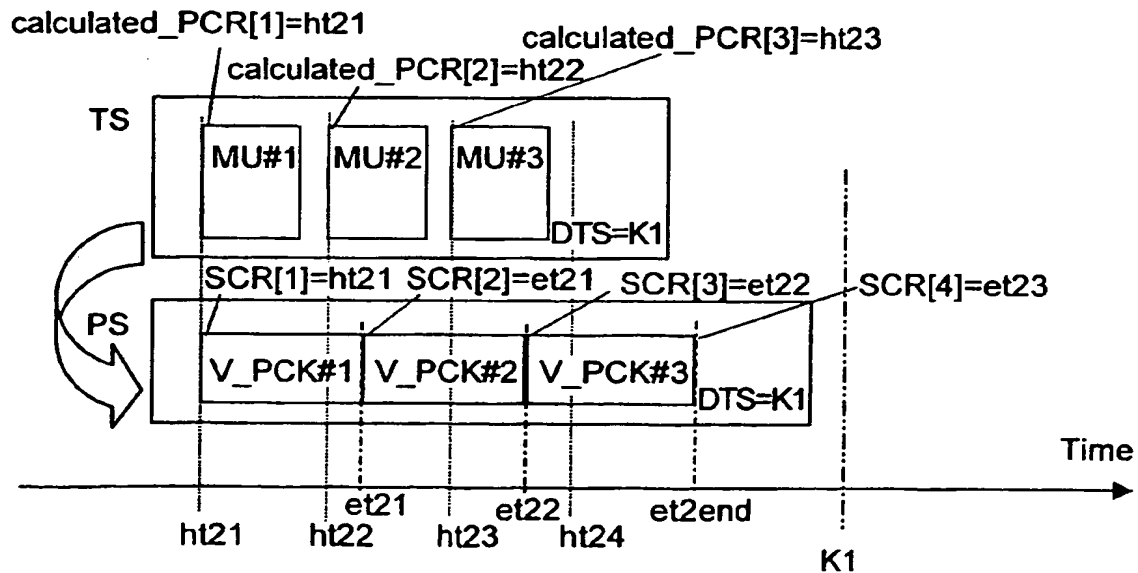 calculated_PCR[1]=ht21
calculated_PCR[3]=ht23
calculated_PCR[2]=ht22
TS
MU#1
MU#2
MU#3
DTS=K1
SCR[1]=ht21
SCR[2]=et21
SCR[3]=et22
SCR[4]=et23
PS
V_PCK#1
V_PCK#2
V_PCK#3
DTS=K1
Time
et21
et22
et2end
ht21
ht22
ht23
ht24
K1